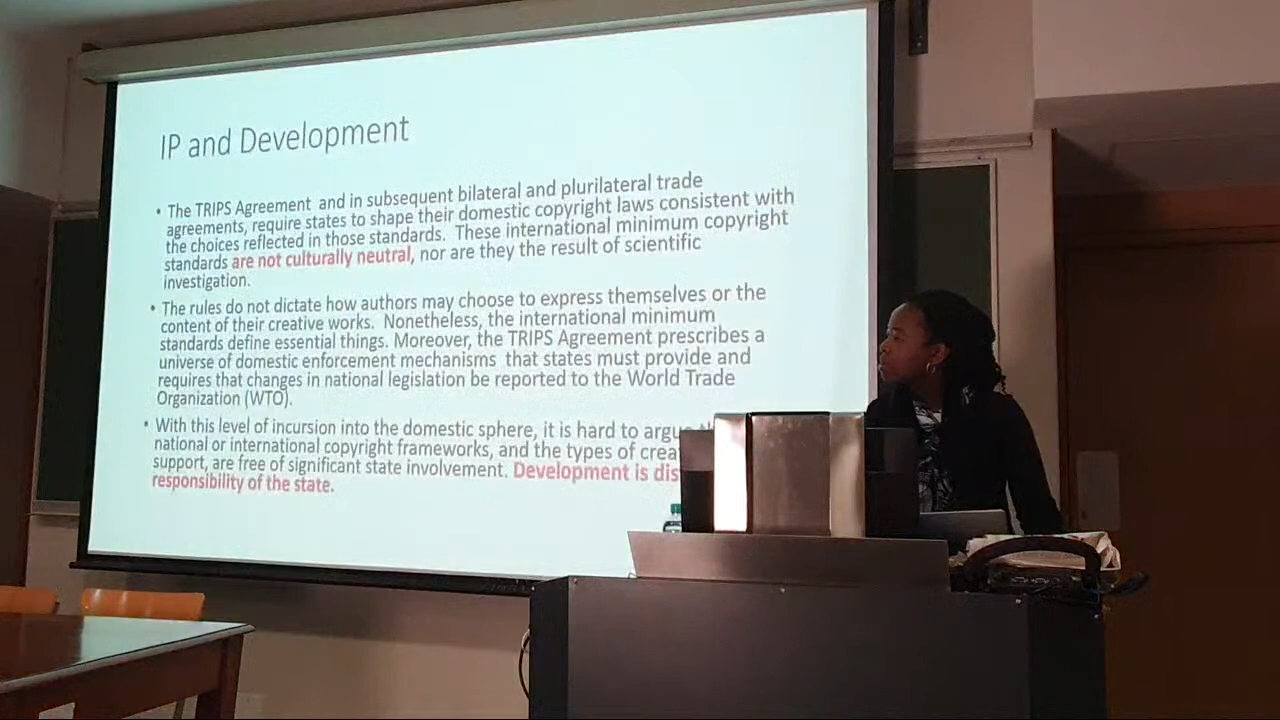 IP and Development
• The TRIPS Agreement and in subsequent bilateral and plurilateral trade
agreements, require states to shape their domestic copyright laws consistent with
the choices reflected in those standards. These international minimum copyright
standards are not culturally neutral, nor are they the result of scientific
investigation.
• The rules do not dictate how authors may choose to express themselves or the
content of their creative works. Nonetheless, the international minimum
standards define essential things. Moreover, the TRIPS Agreement prescribes a
universe of domestic enforcement mechanisms that states must provide and
requires that changes in national legislation be reported to the World Trade
Organization (WTO).
• With this level of incursion into the domestic sphere, it is hard to argu
national or international copyright frameworks, and the types of crea
support, are free of significant state involvement. Development is dis
responsibility of the state.